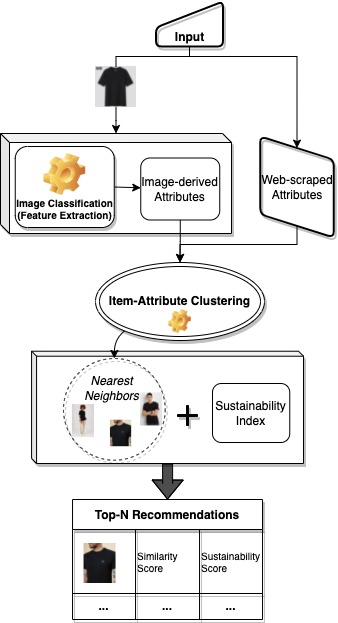 Input
Image Classification
(Feature Extraction)
Image-derived
Attributes
Web-scraped
Attributes
Item-Attribute Clustering
Nearest
Neighbors
+
Sustainability
Index
Top-N Recommendations
Similarity
Score
Sustainability
Score
...
...
...